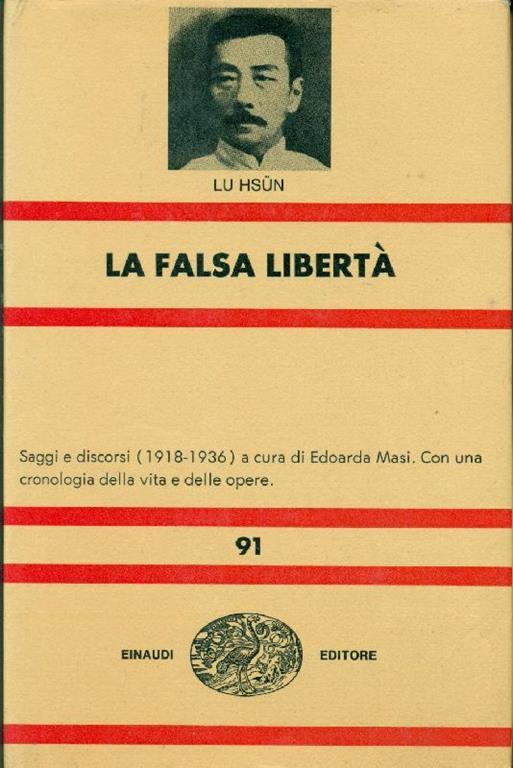 LU HSÜN
LA FALSA LIBERTÀ
Saggi e discorsi (1918-1936) a cura di Edoarda Masi. Con una
cronologia della vita e delle opere.
91
EINAUDI EDITORE